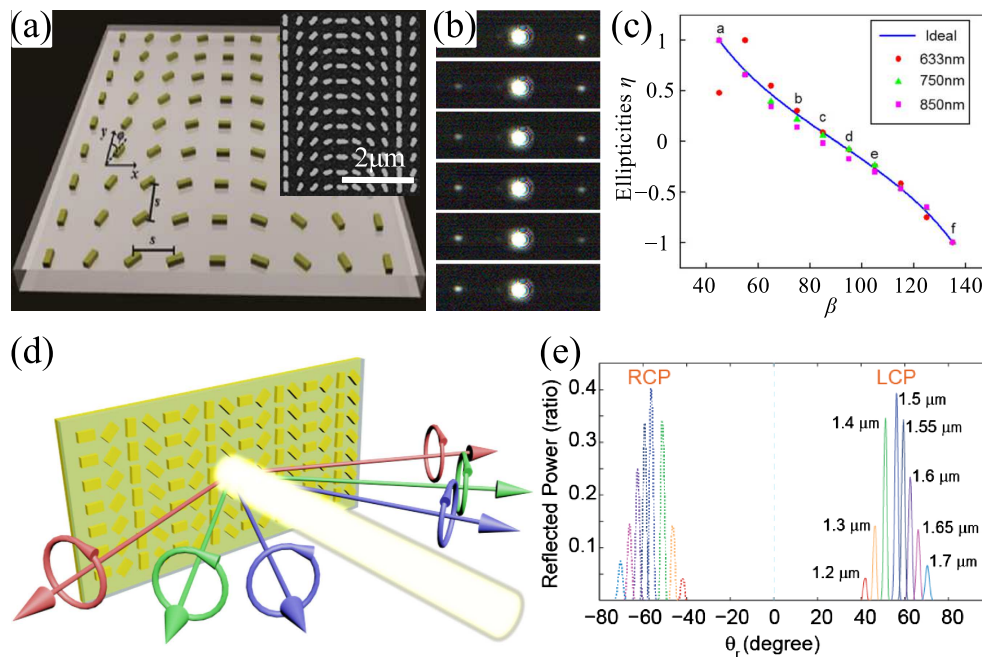 (a)
2μm
y
φ
x
s
s
(b)
(c)
Ellipticities η
1
0.5
0
−0.5
−1
40
60
80
100
120
140
β
a
b
c
d
e
f
Ideal
633nm
750nm
850nm
(d)
(e)
Reflected Power (ratio)
0.4
0.3
0.2
0.1
RCP
LCP
1.5 μm
1.4 μm
1.55 μm
1.6 μm
1.3 μm
1.65 μm
1.2 μm
1.7 μm
−80 −60 −40 −20 0 20 40 60 80
θr(degree)